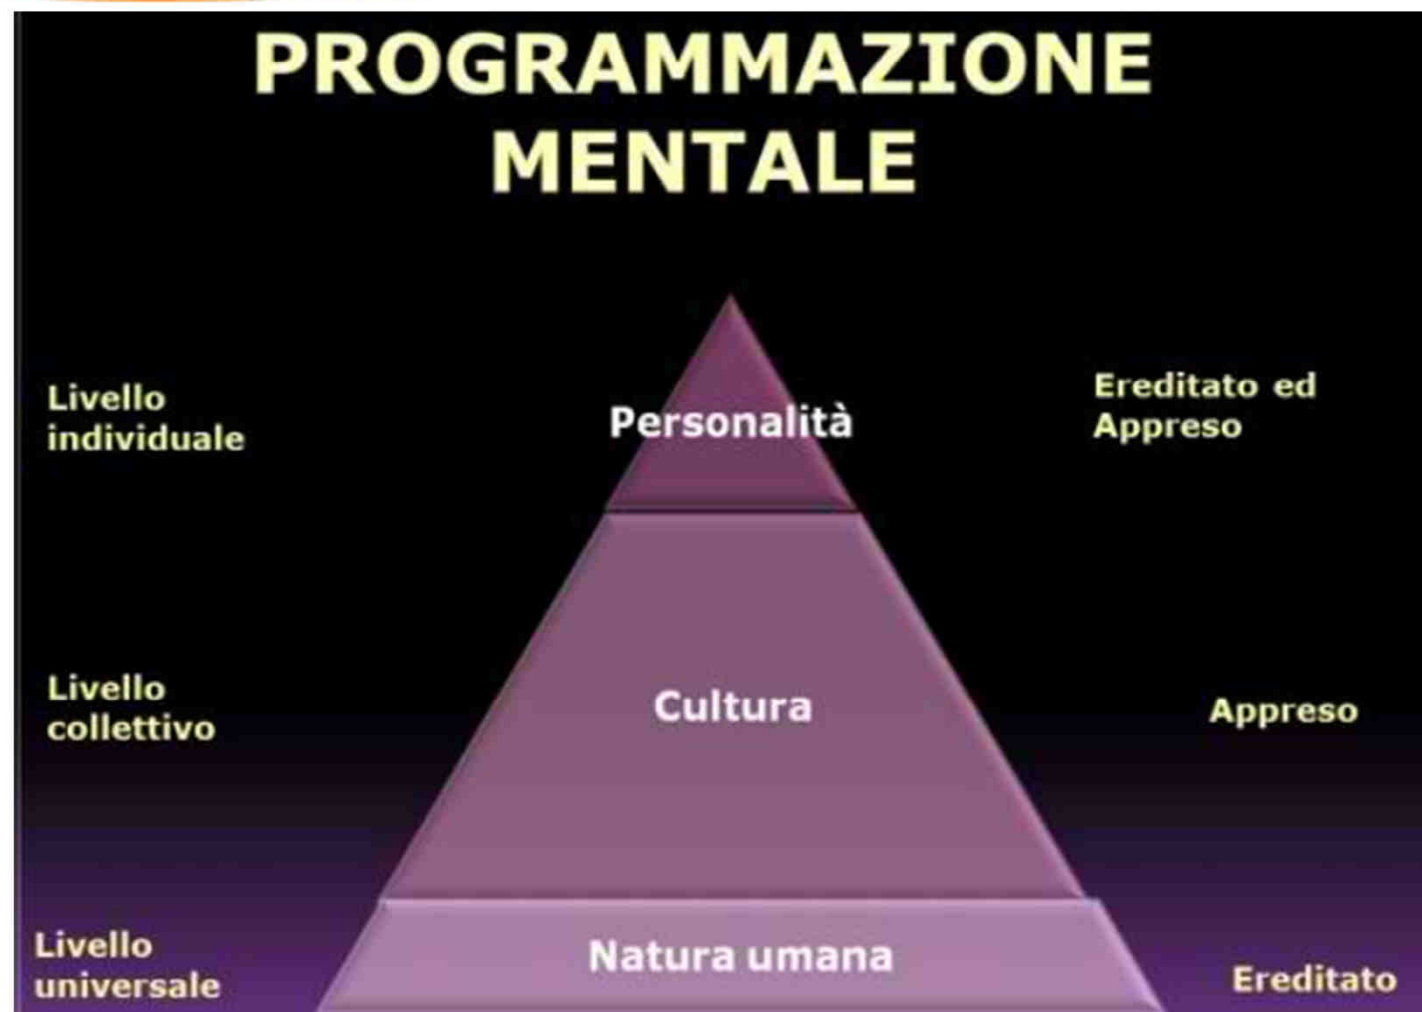 PROGRAMMAZIONE
MENTALE
Livello
individuale
Personalità
Ereditato ed
Appreso
Livello
collettivo
Cultura
Appreso
Livello
universale
Natura umana
Ereditato